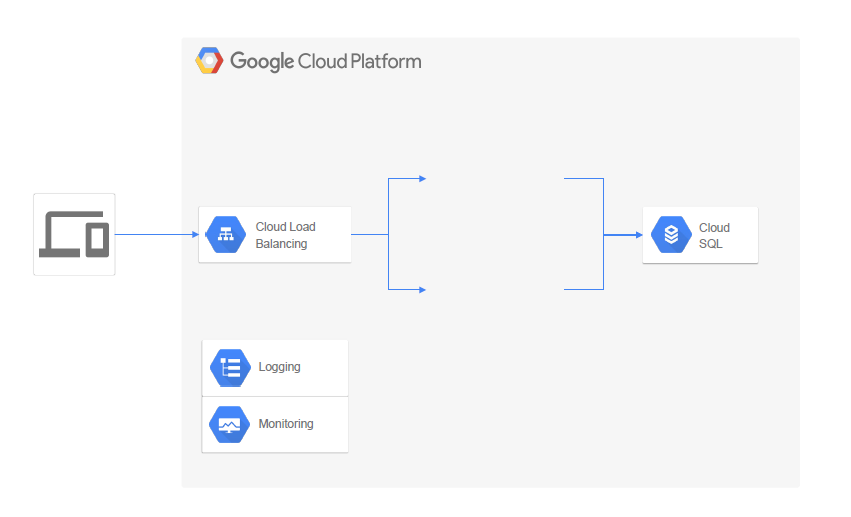 Google Cloud Platform
Cloud Load
Balancing
Cloud
SQL
Logging
Monitoring